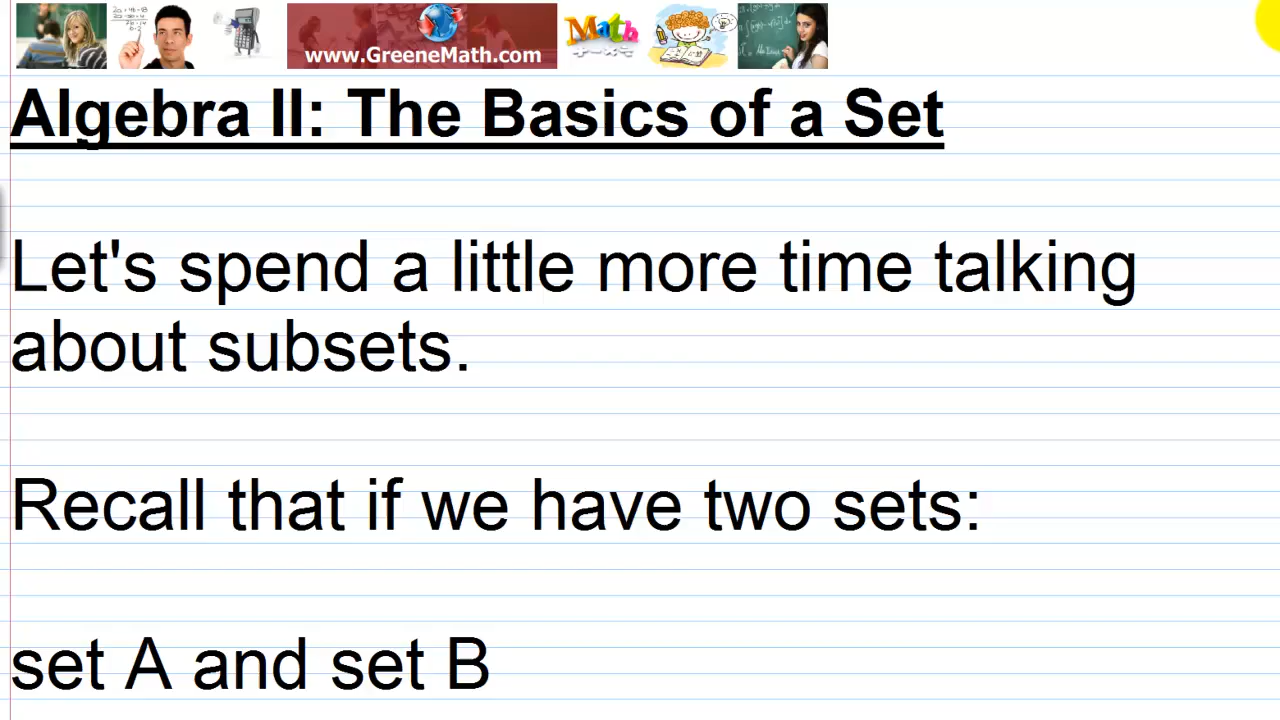 www.GreeneMath.com
Math
Algebra II: The Basics of a Set
Let's spend a little more time talking
about subsets.
Recall that if we have two sets:
set A and set B